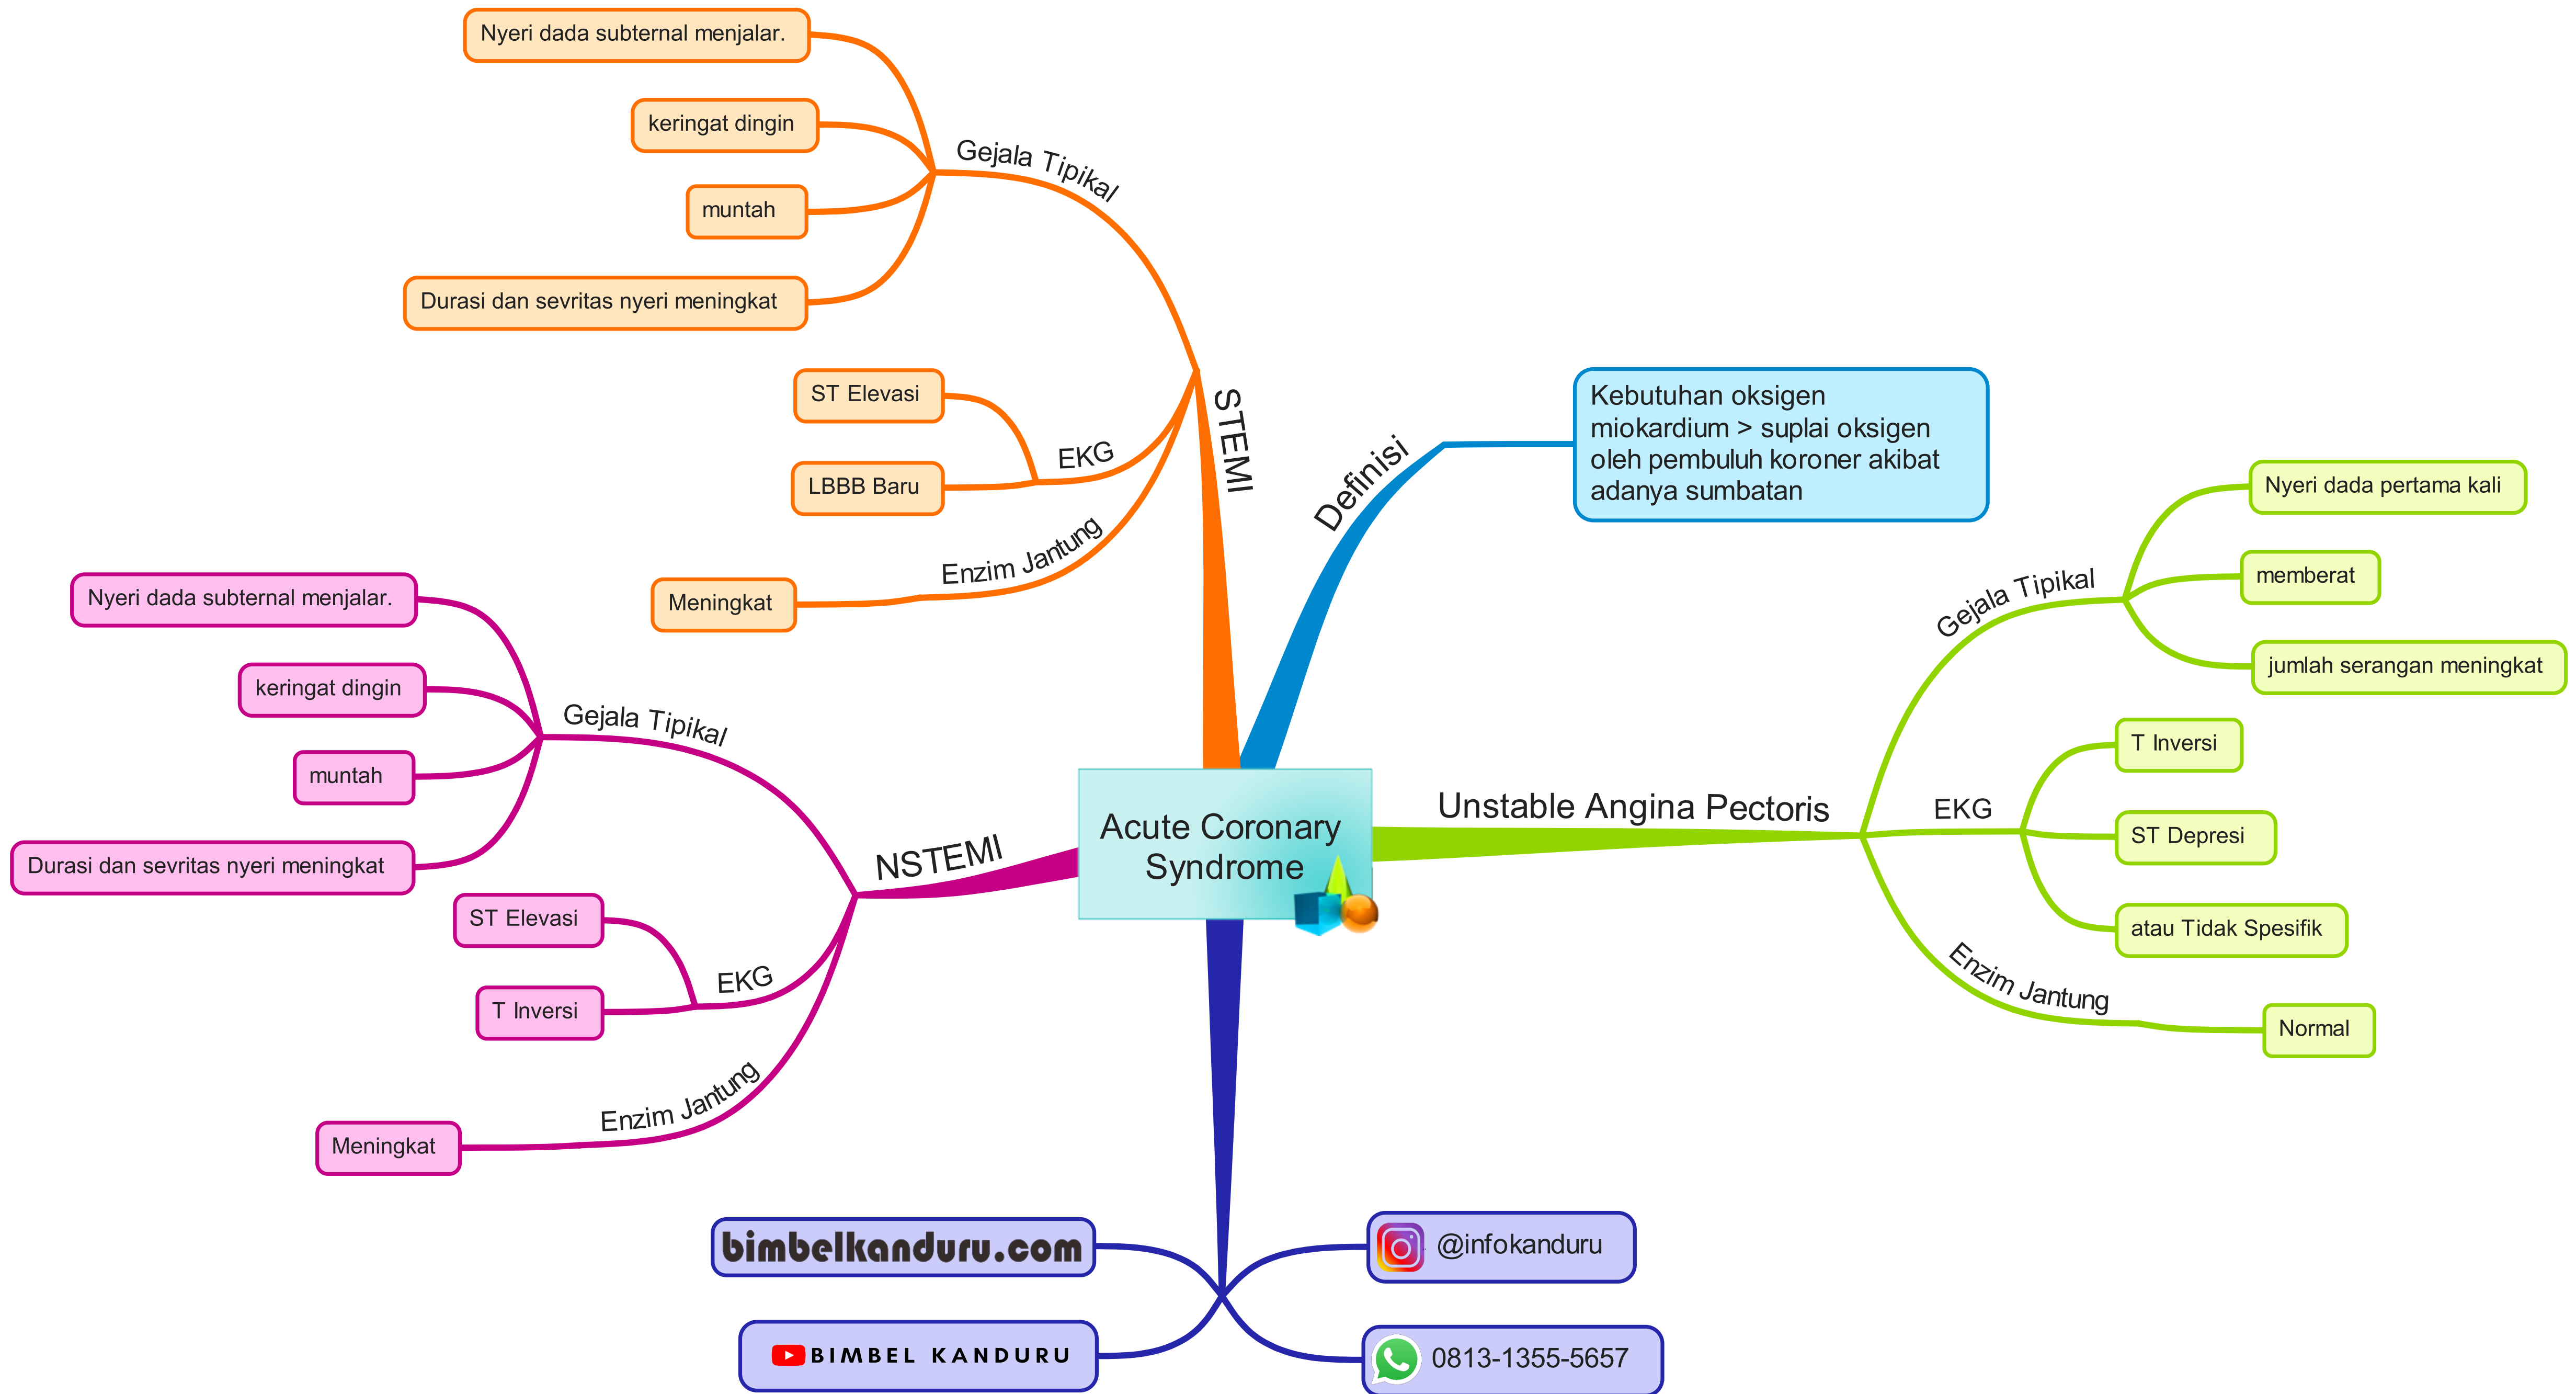 Acute Coronary
Syndrome
Definisi
Kebutuhan oksigen
miokardium > suplai oksigen
oleh pembuluh koroner akibat
adanya sumbatan
Unstable Angina Pectoris
Gejala Tipikal
Nyeri dada pertama kali
memberat
jumlah serangan meningkat
EKG
T Inversi
ST Depresi
atau Tidak Spesifik
Enzim Jantung
Normal
STEMI
Gejala Tipikal
Nyeri dada subternal menjalar.
keringat dingin
muntah
Durasi dan sevritas nyeri meningkat
EKG
ST Elevasi
LBBB Baru
Enzim Jantung
Meningkat
NSTEMI
Gejala Tipikal
Nyeri dada subternal menjalar.
keringat dingin
muntah
Durasi dan sevritas nyeri meningkat
EKG
ST Elevasi
T Inversi
Enzim Jantung
Meningkat
bimbelkanduru.com
BIMBEL KANDURU
@infokanduru
0813-1355-5657